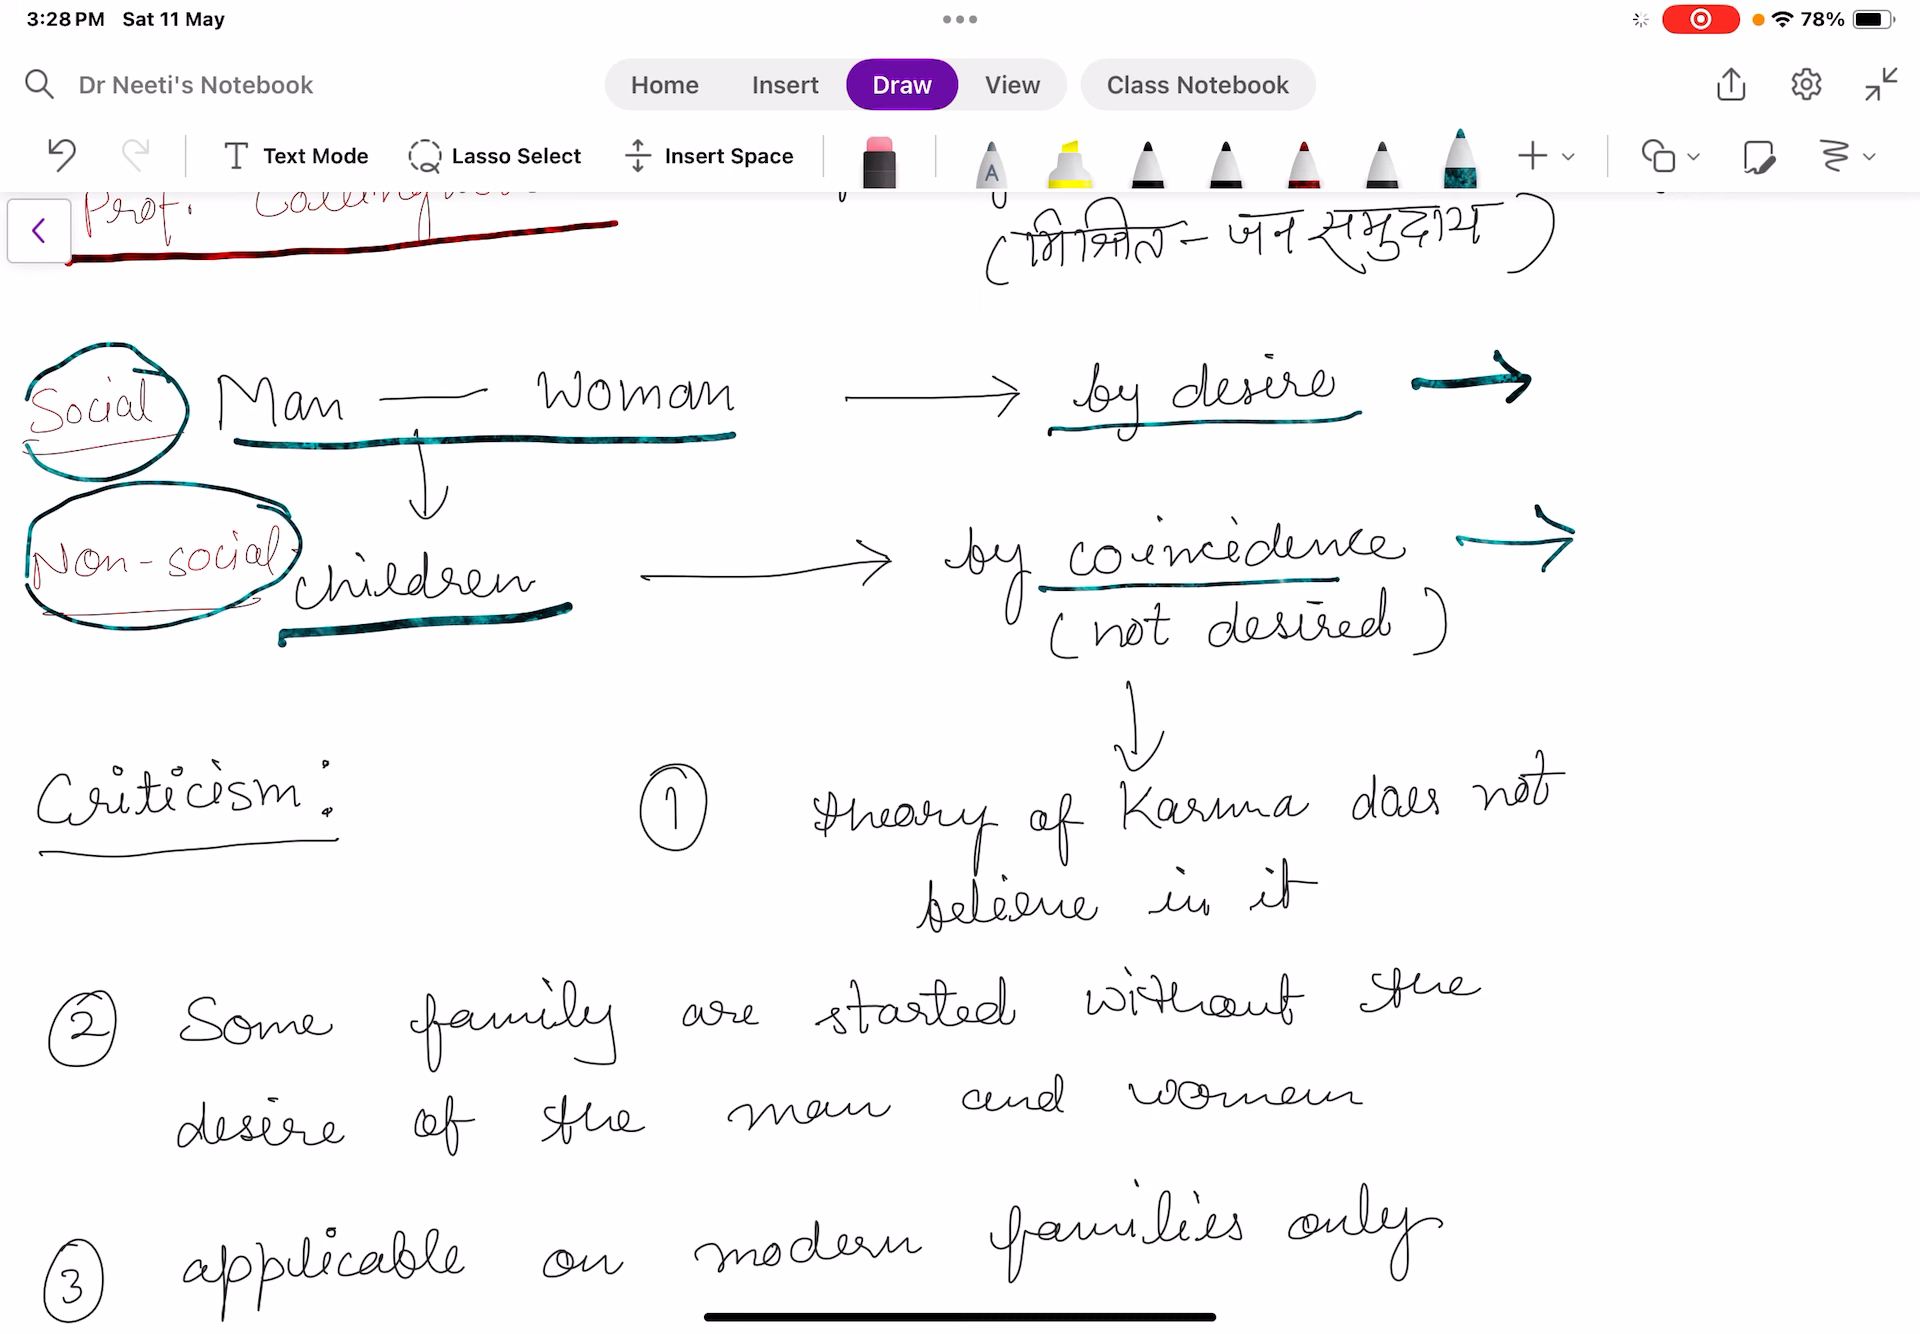 3:28 PM Sat 11 May 78%
Dr Neeti's Notebook Home Insert Draw View Class Notebook
Text Mode Lasso Select Insert Space A
Prof.
(मिश्रित - जन समुदाय)
Social Man — Woman → by desire →
Non-social children → by coincidence →
(not desired)
Criticism: 1 theory of Karma does not
believe in it
2 Some family are started without the
desire of the man and women
3 applicable on modern families only